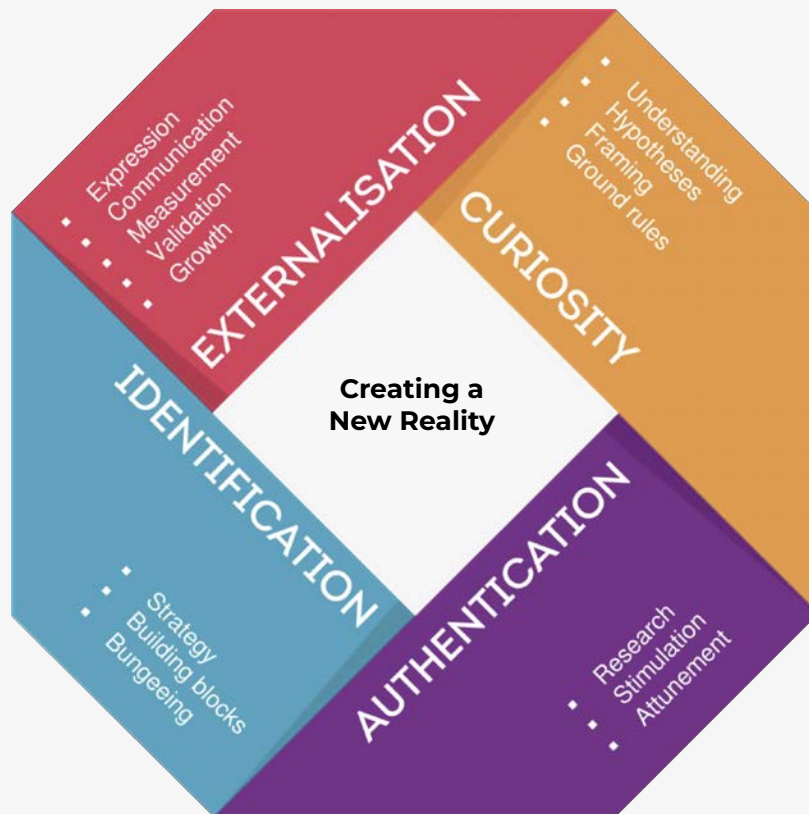 EXTERNALISATION
Expression
Communication
Measurement
Validation
Growth
CURIOSITY
Understanding
Hypotheses
Framing
Ground rules
Creating a
New Reality
IDENTIFICATION
Strategy
Building blocks
Bungeeing
AUTHENTICATION
Research
Stimulation
Attunement